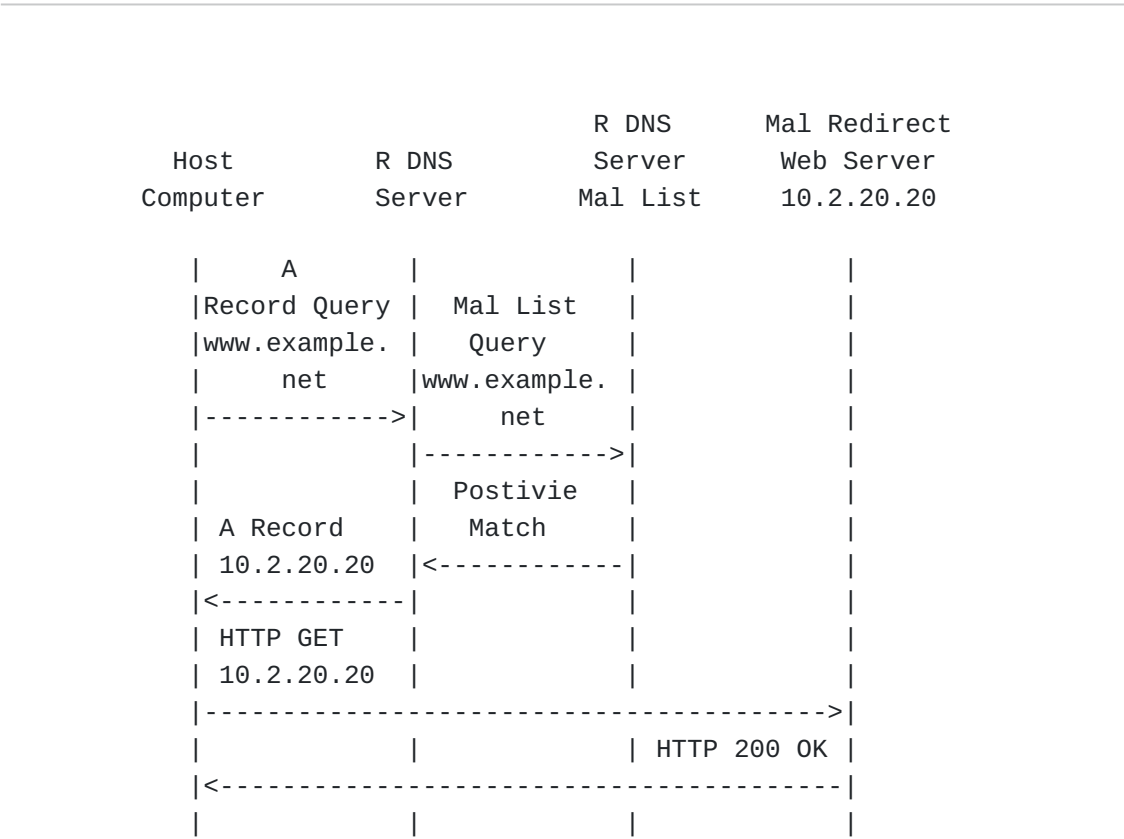 R DNS      Mal Redirect
  Host         R DNS         Server      Web Server
Computer       Server       Mal List     10.2.20.20

   |     A       |             |             |
   |Record Query |  Mal List   |             |
   |www.example. |   Query     |             |
   |     net     |www.example. |             |
   |------------>|     net     |             |
   |             |------------>|             |
   |             |  Postivie   |             |
   | A Record    |   Match     |             |
   | 10.2.20.20  |<------------|             |
   |<------------|             |             |
   | HTTP GET    |             |             |
   | 10.2.20.20  |             |             |
   |---------------------------------------->|
   |             |             | HTTP 200 OK |
   |<----------------------------------------|
   |             |             |             |